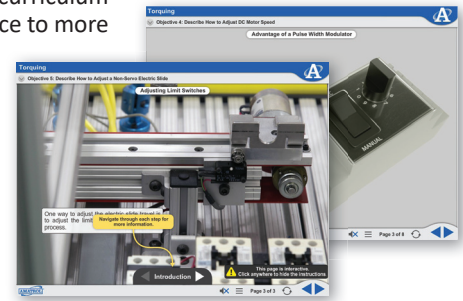 curriculum
ce to more
Torquing
Objective 4: Describe How to Adjust DC Motor Speed
Advantage of a Pulse Width Modulator
MANUAL
Page 3 of 8
Torquing
Objective 5: Describe How to Adjust a Non-Servo Electric Slide
Adjusting Limit Switches
One way to adjust the electric slide travel is
to adjust the limit
process.
Navigate through each step for
more information.
Introduction
This page is interactive.
Click anywhere to hide the instructions.
AMATROL
Page 3 of 3